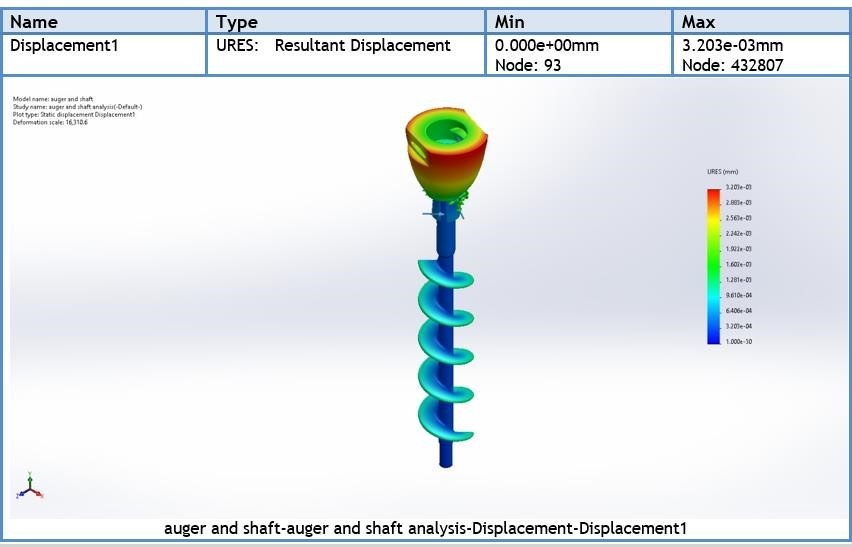 Name Type Min Max
Displacement1 URES: Resultant Displacement 0.000e+00mm 3.203e-03mm
Node: 93 Node: 432807
Model name: auger and shaft
Study name: auger and shaft analysis(-Default-)
Plot type: Static displacement Displacement1
Deformation scale: 16,310.6
URES (mm)
3.203e-03
2.883e-03
2.563e-03
2.242e-03
1.922e-03
1.602e-03
1.281e-03
9.610e-04
6.406e-04
3.203e-04
1.000e-30
auger and shaft-auger and shaft analysis-Displacement-Displacement1